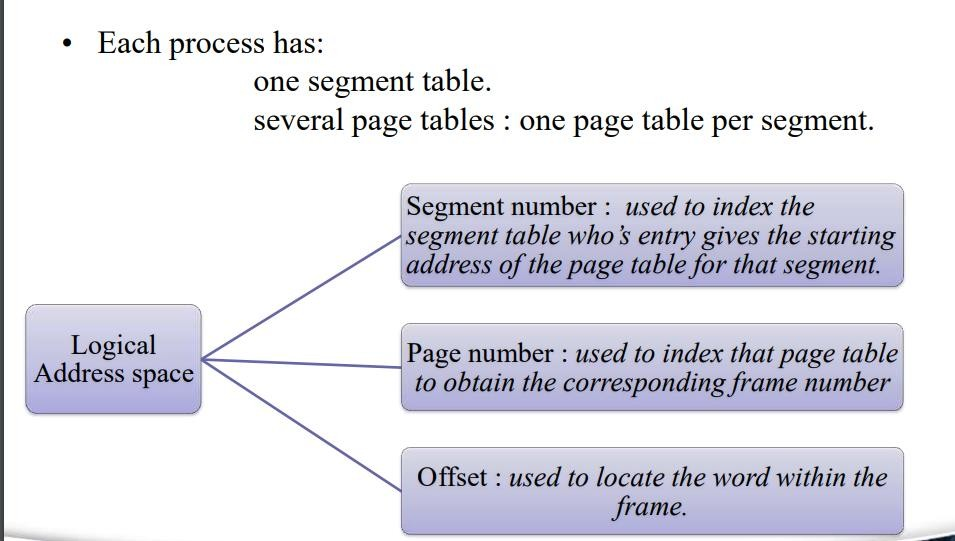 • Each process has:
one segment table.
several page tables : one page table per segment.
Segment number : used to index the
segment table who's entry gives the starting
address of the page table for that segment.
Logical
Address space
Page number : used to index that page table
to obtain the corresponding frame number
Offset : used to locate the word within the
frame.